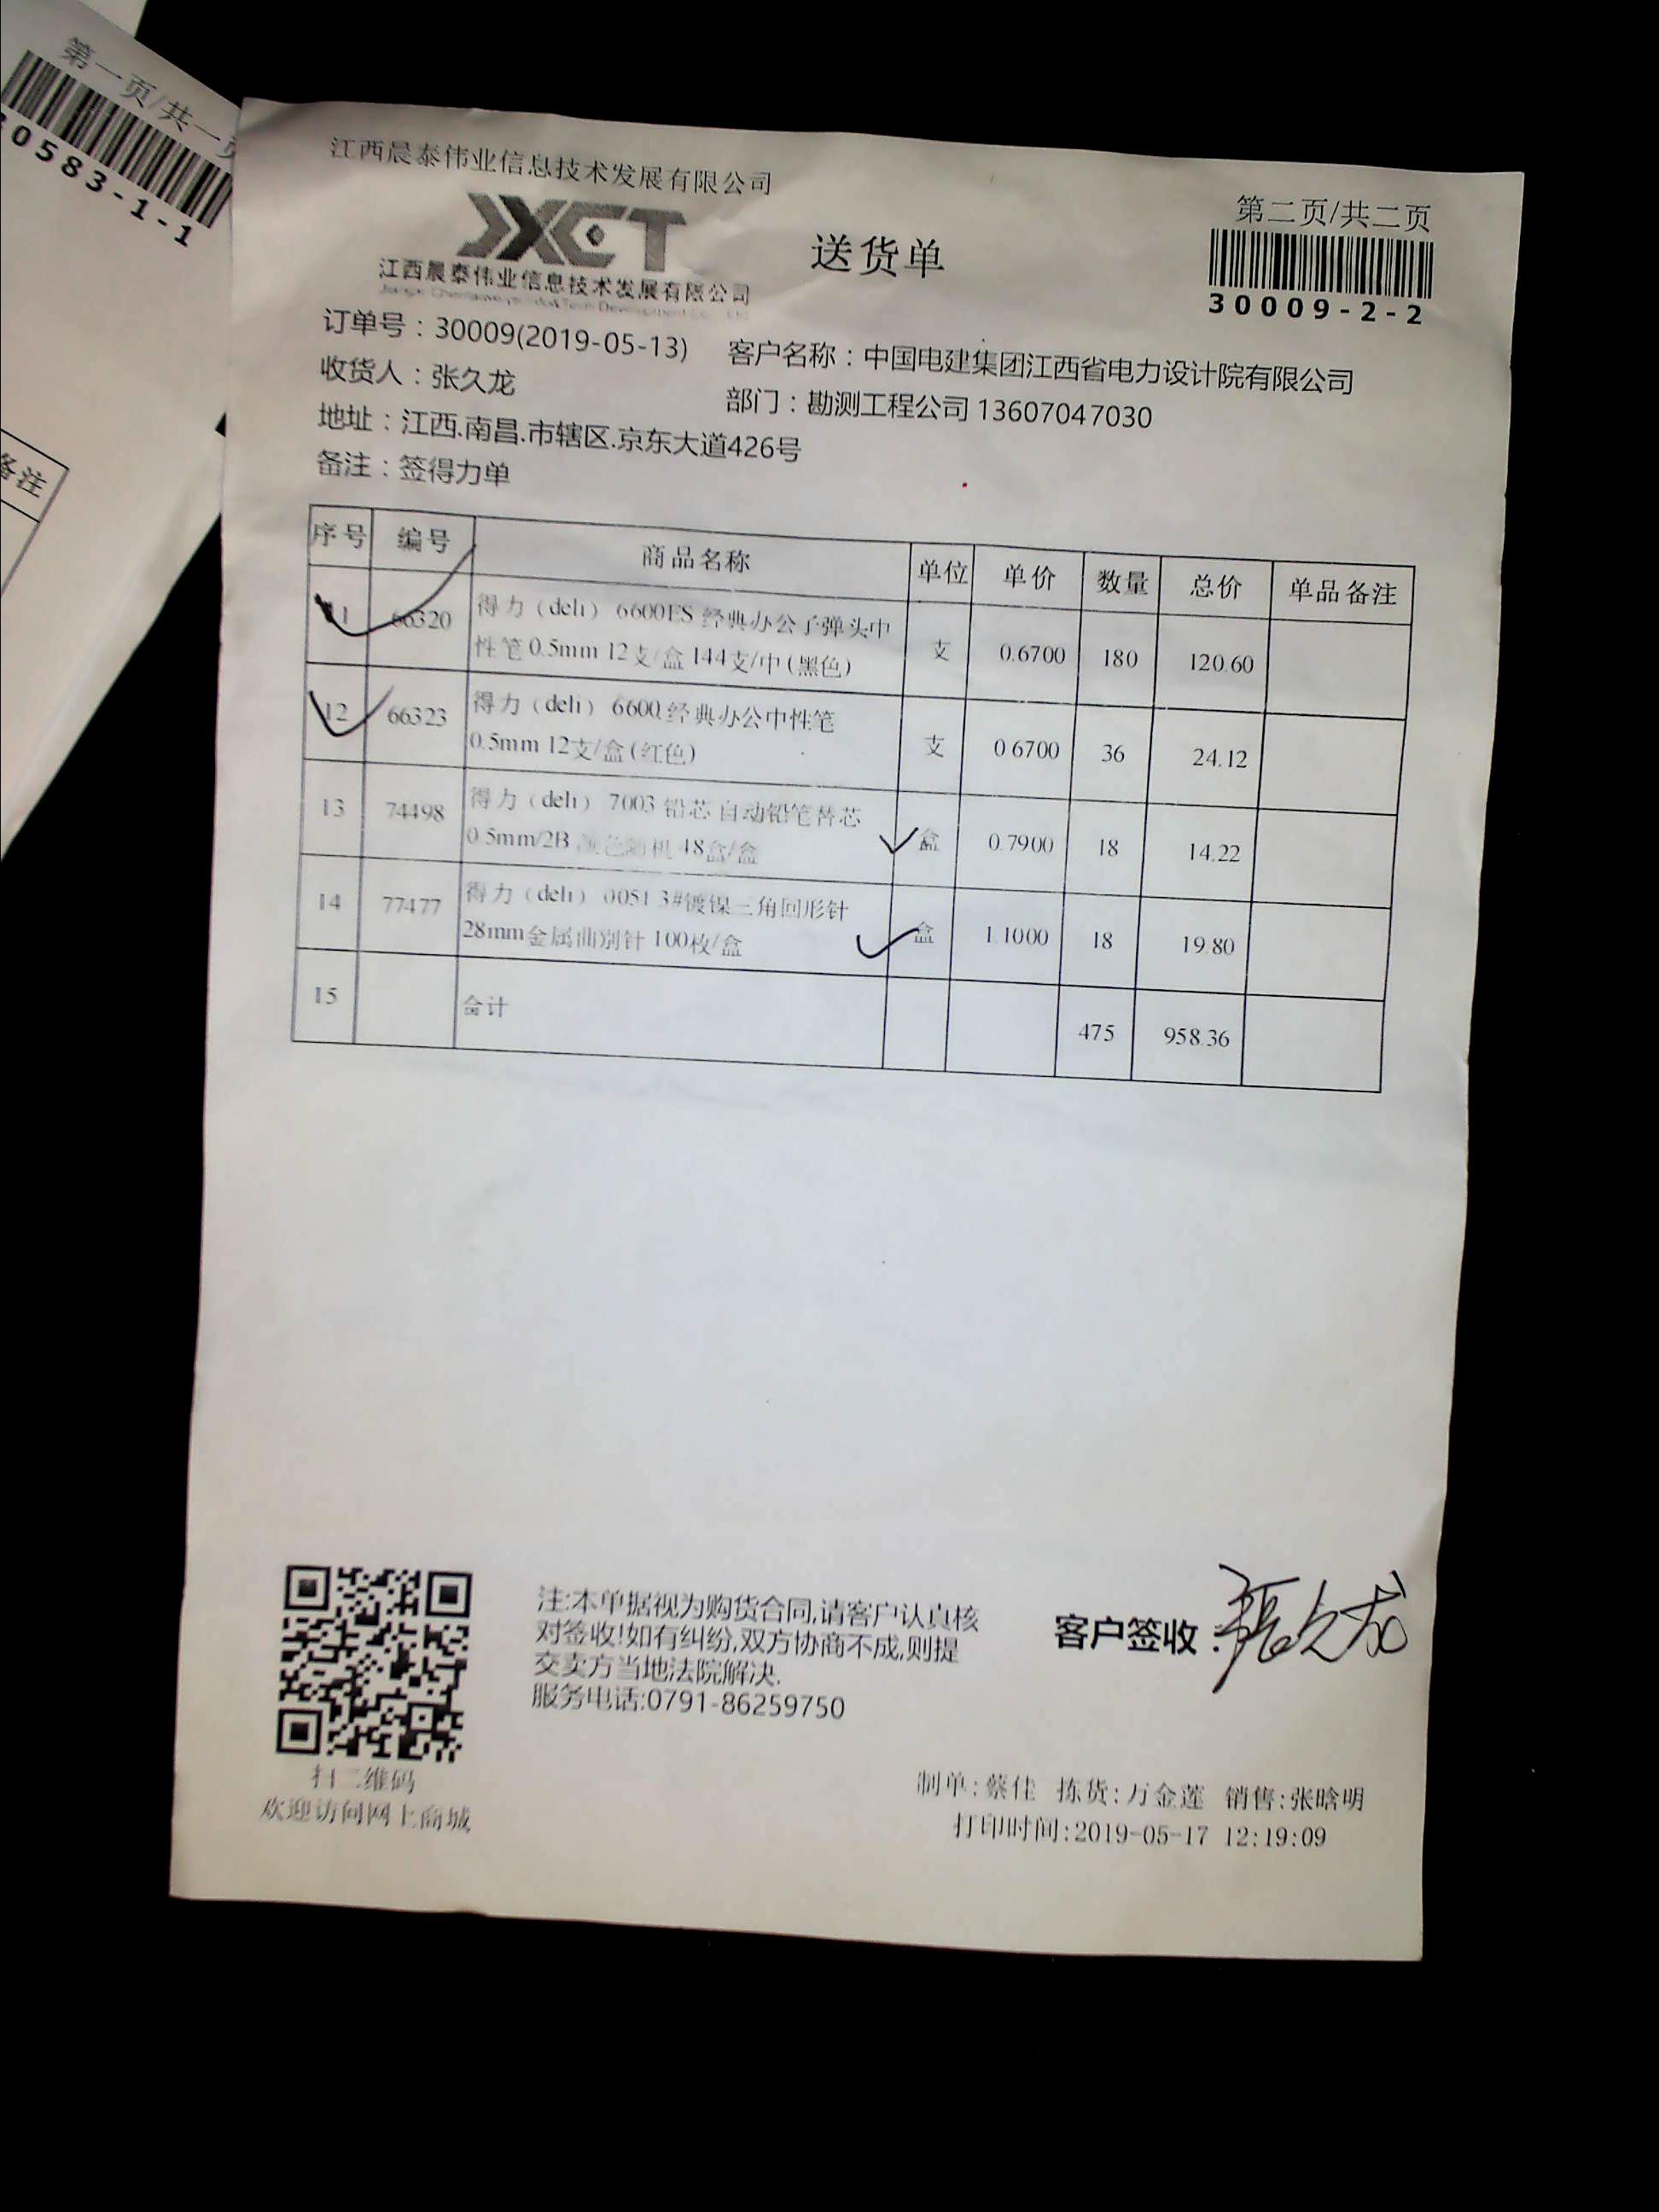 第一页/共一页
0583-1-1
备注
江西晨泰伟业信息技术发展有限公司
JXCT
江西晨泰伟业信息技术发展有限公司
送货单
第二页/共二页
30009-2-2
订单号：30009(2019-05-13) 客户名称：中国电建集团江西省电力设计院有限公司
收货人：张久龙 部门：勘测工程公司 13607047030
地址：江西.南昌.市辖区.京东大道426号
备注：签得力单
序号 编号 商品名称 单位 单价 数量 总价 单品备注
11 66320 得力（deli）6600ES 经典办公子弹头中 支 0.6700 180 120.60
性笔 0.5mm 12支/盒 144支/中 (黑色)
12 66323 得力（deli）6600 经典办公中性笔 支 0.6700 36 24.12
0.5mm 12支/盒 (红色)
13 74498 得力（deli）7003 铅芯 自动铅笔替芯 盒 0.7900 18 14.22
0.5mm/2B 颜色随机 48盒/盒
14 77477 得力（deli）0051 3#镀镍三角回形针 盒 1.1000 18 19.80
28mm金属曲别针 100枚/盒
15 合计 475 958.36
注:本单据视为购货合同,请客户认真核
对签收!如有纠纷,双方协商不成,则提
交卖方当地法院解决.
服务电话:0791-86259750
客户签收：张久龙
扫二维码
欢迎访问网上商城
制单:蔡佳 拣货:万金莲 销售:张晗明
打印时间:2019-05-17 12:19:09